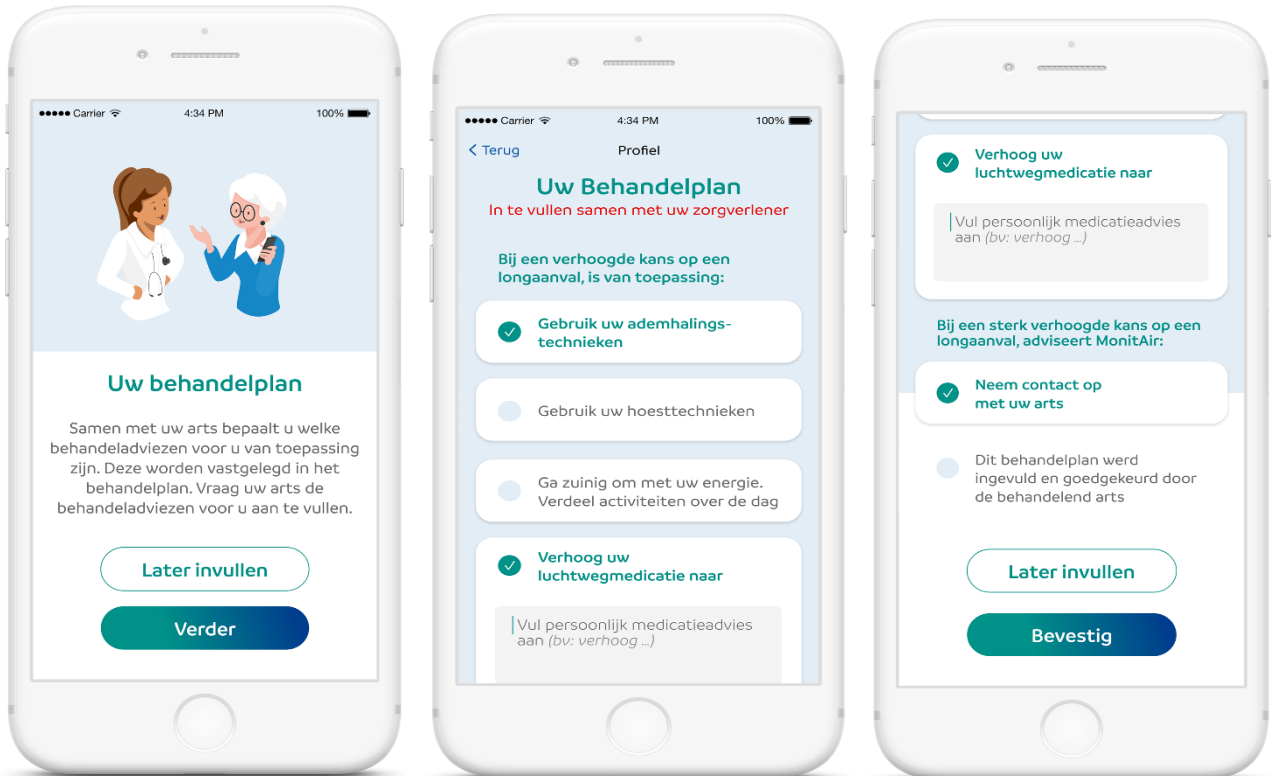 Carrier 4:34 PM 100%
Uw behandelplan
Samen met uw arts bepaalt u welke
behandeladviezen voor u van toepassing
zijn. Deze worden vastgelegd in het
behandelplan. Vraag uw arts de
behandeladviezen voor u aan te vullen.
Later invullen
Verder
Carrier 4:34 PM 100%
Terug Profiel
Uw Behandelplan
In te vullen samen met uw zorgverlener
Bij een verhoogde kans op een
longaanval, is van toepassing:
Gebruik uw ademhalings-
technieken
Gebruik uw hoesttechnieken
Ga zuinig om met uw energie.
Verdeel activiteiten over de dag
Verhoog uw
luchtwegmedicatie naar
Vul persoonlijk medicatieadvies
aan (bv: verhoog ...)
Verhoog uw
luchtwegmedicatie naar
Vul persoonlijk medicatieadvies
aan (bv: verhoog ...)
Bij een sterk verhoogde kans op een
longaanval, adviseert MonitAir:
Neem contact op
met uw arts
Dit behandelplan werd
ingevuld en goedgekeurd door
de behandelend arts
Later invullen
Bevestig